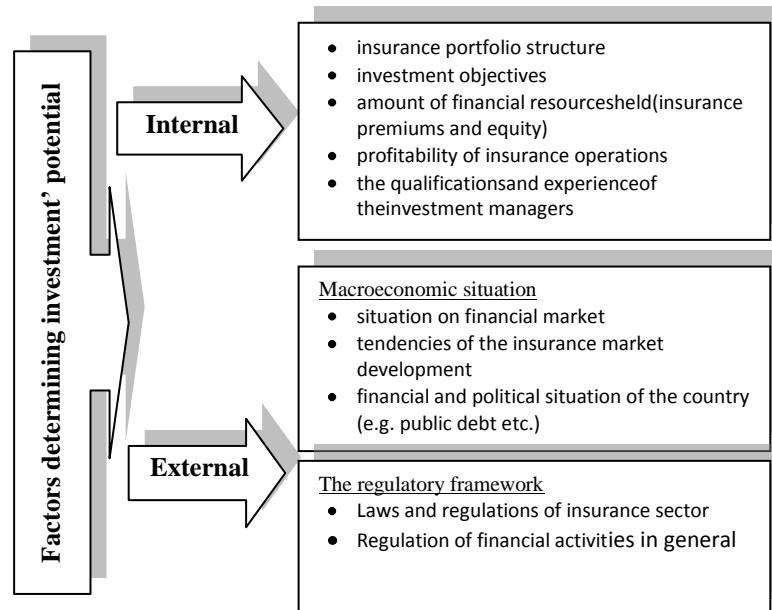 Factors determining investment' potential
Internal
• insurance portfolio structure
• investment objectives
• amount of financial resourcesheld(insurance
premiums and equity)
• profitability of insurance operations
• the qualificationsand experienceof
theinvestment managers
External
Macroeconomic situation
• situation on financial market
• tendencies of the insurance market
development
• financial and political situation of the country
(e.g. public debt etc.)
The regulatory framework
• Laws and regulations of insurance sector
• Regulation of financial activities in general